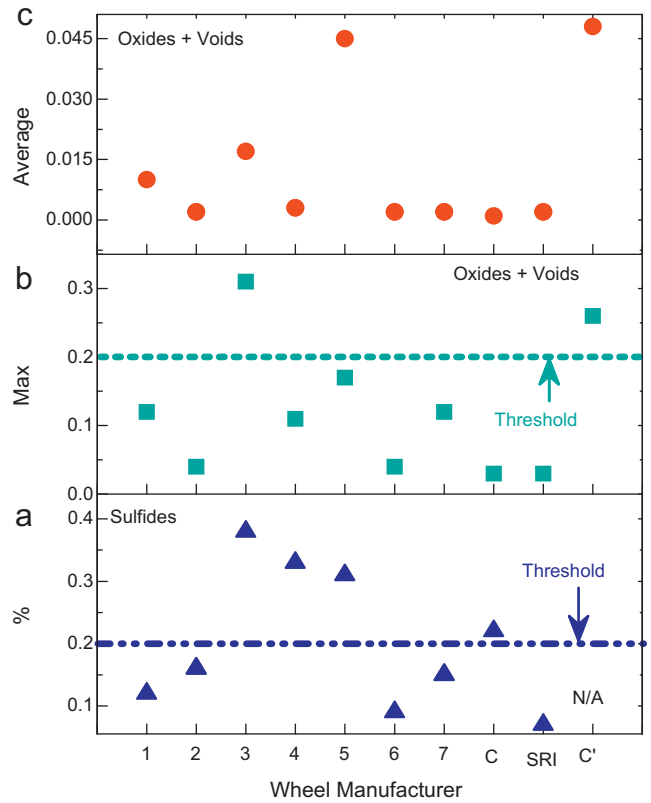 c
Oxides + Voids
0.045
0.030
0.015
0.000
Average
b
Oxides + Voids
0.3
0.2
0.1
0.0
Max
Threshold
a
Sulfides
0.4
0.3
0.2
0.1
%
Threshold
N/A
1 2 3 4 5 6 7 C SRI C'
Wheel Manufacturer